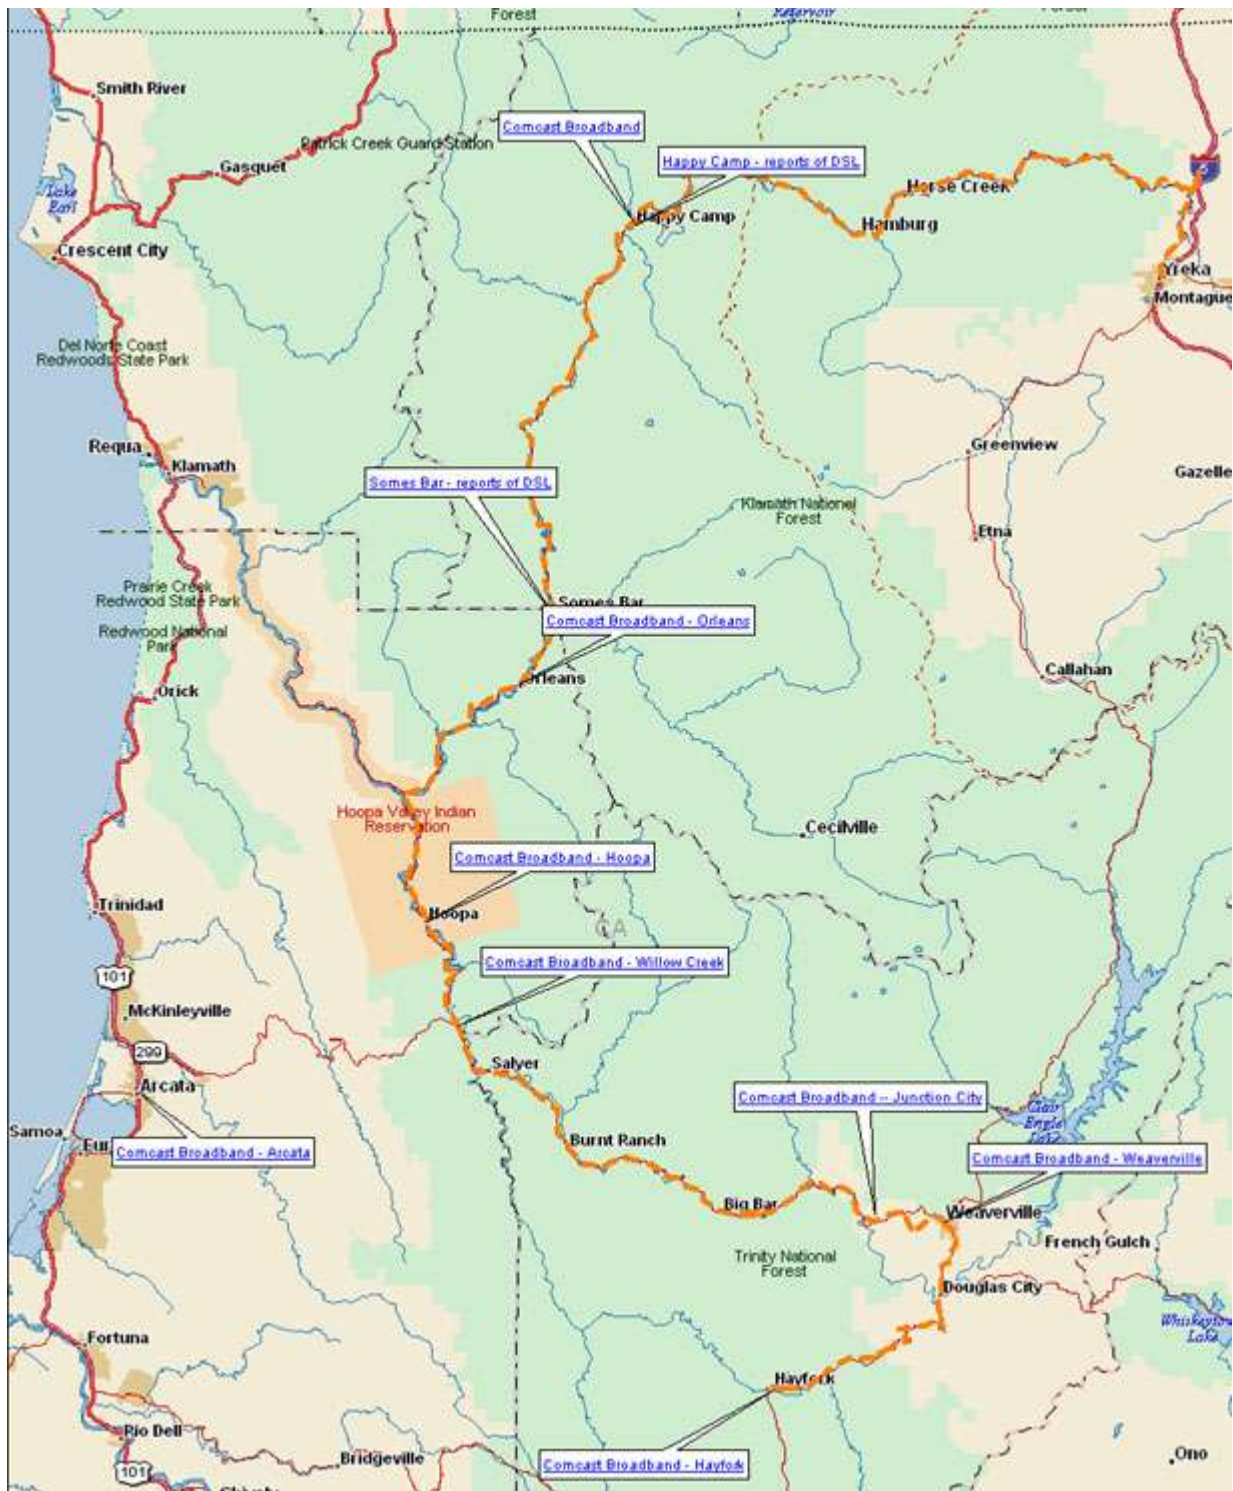 Forest
Reservoir
Smith River
Comcast Broadband
Patrick Creek Guard Station
Gasquet
Happy Camp - reports of DSL
Lake
Earl
Horse Creek
5
Happy Camp
Hamburg
Crescent City
Yreka
Montague
Del Norte Coast
Redwoods State Park
Requa
Klamath
Greenview
Gazelle
Somes Bar - reports of DSL
Klamath National
Forest
Etna
Prairie Creek
Redwood State Park
Somes Bar
Comcast Broadband - Orleans
Redwood National
Park
Callahan
Orleans
Orick
Hoopa Valley Indian
Reservation
Cecilville
Comcast Broadband - Hoopa
Trinidad
Hoopa
CA
Comcast Broadband - Willow Creek
101
McKinleyville
299
Salyer
Arcata
Comcast Broadband -- Junction City
Clair
Engle
Lake
Samoa
Burnt Ranch
Comcast Broadband - Arcata
Comcast Broadband - Weaverville
Big Bar
Weaverville
French Gulch
Trinity National
Forest
Douglas City
Whiskeytow
Lake
Fortuna
Hayfork
Rio Dell
Bridgeville
Comcast Broadband - Hayfork
Ono
101